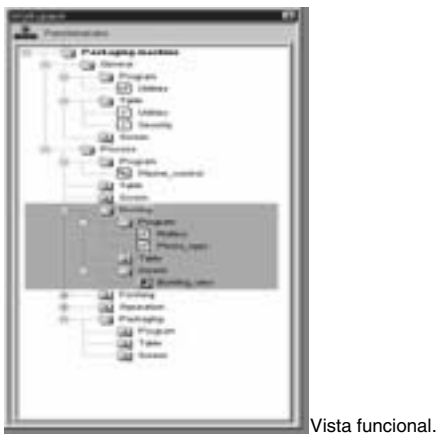 Packaging machine
General
Program
Utilities
Table
Utilities
Security
Screen
Process
Program
Table
Screen
Program
Table
Screen
Forming
Separation
Packaging
Program
Table
Screen
Vista funcional.